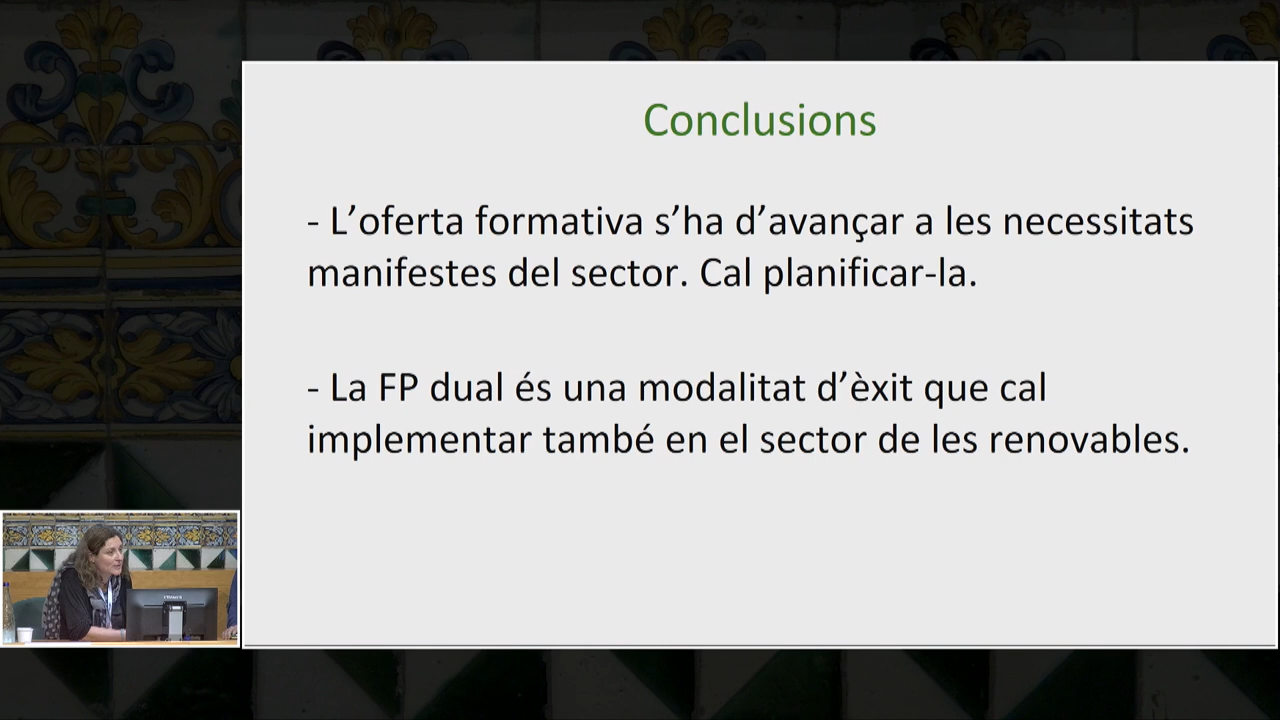 Conclusions
- L’oferta formativa s’ha d’avançar a les necessitats
manifestes del sector. Cal planificar-la.
- La FP dual és una modalitat d’èxit que cal
implementar també en el sector de les renovables.